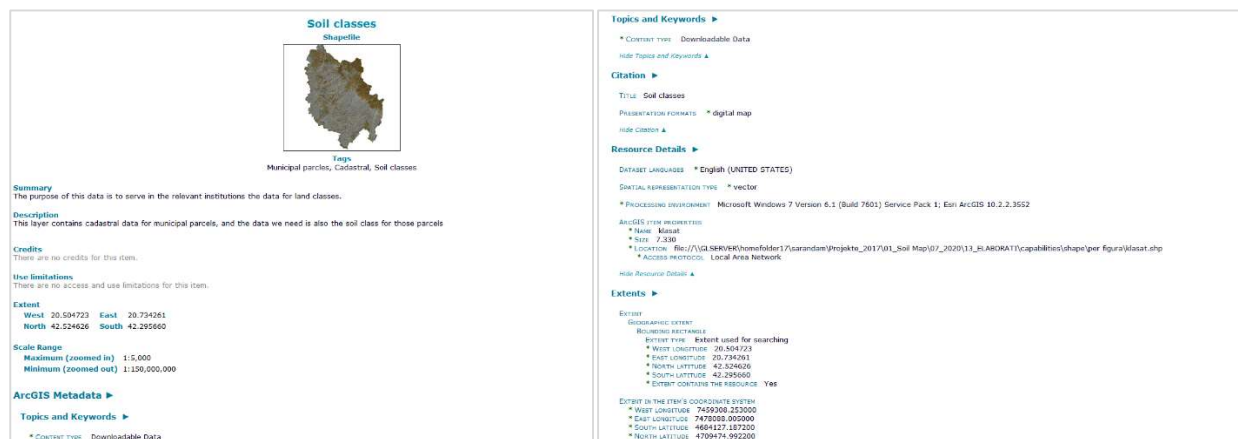 Soil classes
Shapefile
Tags
Municipal parcles, Cadastral, Soil classes
Summary
The purpose of this data is to serve in the relevant institutions the data for land classes.
Description
This layer contains cadastral data for municipal parcels, and the data we need is also the soil class for those parcels
Credits
There are no credits for this item.
Use limitations
There are no access and use limitations for this item.
Extent
West 20.504723 East 20.734261
North 42.524626 South 42.295660
Scale Range
Maximum (zoomed in) 1:5,000
Minimum (zoomed out) 1:150,000,000
ArcGIS Metadata ►
Topics and Keywords ►
* CONTENT TYPE Downloadable Data
Topics and Keywords ►
* CONTENT TYPE Downloadable Data
Hide Topics and Keywords ▲
Citation ►
TITLE Soil classes
PRESENTATION FORMATS * digital map
Hide Citation ▲
Resource Details ►
DATASET LANGUAGES * English (UNITED STATES)
SPATIAL REPRESENTATION TYPE * vector
* PROCESSING ENVIRONMENT Microsoft Windows 7 Version 6.1 (Build 7601) Service Pack 1; Esri ArcGIS 10.2.2.3552
ARCGIS ITEM PROPERTIES
* NAME klasat
* SIZE 7.330
* LOCATION file://\\GLSERVER\homefolder17\sarandam\Projekte_2017\01_Soil Map\07_2020\13_ELABORATI\capabilities\shape\per figura\klasat.shp
* ACCESS PROTOCOL Local Area Network
Hide Resource Details ▲
Extents ►
EXTENT
GEOGRAPHIC EXTENT
BOUNDING RECTANGLE
EXTENT TYPE Extent used for searching
* WEST LONGITUDE 20.504723
* EAST LONGITUDE 20.734261
* NORTH LATITUDE 42.524626
* SOUTH LATITUDE 42.295660
* EXTENT CONTAINS THE RESOURCE Yes
EXTENT IN THE ITEM'S COORDINATE SYSTEM
* WEST LONGITUDE 7459308.253000
* EAST LONGITUDE 7478088.005000
* SOUTH LATITUDE 4684127.187200
* NORTH LATITUDE 4709474.992200